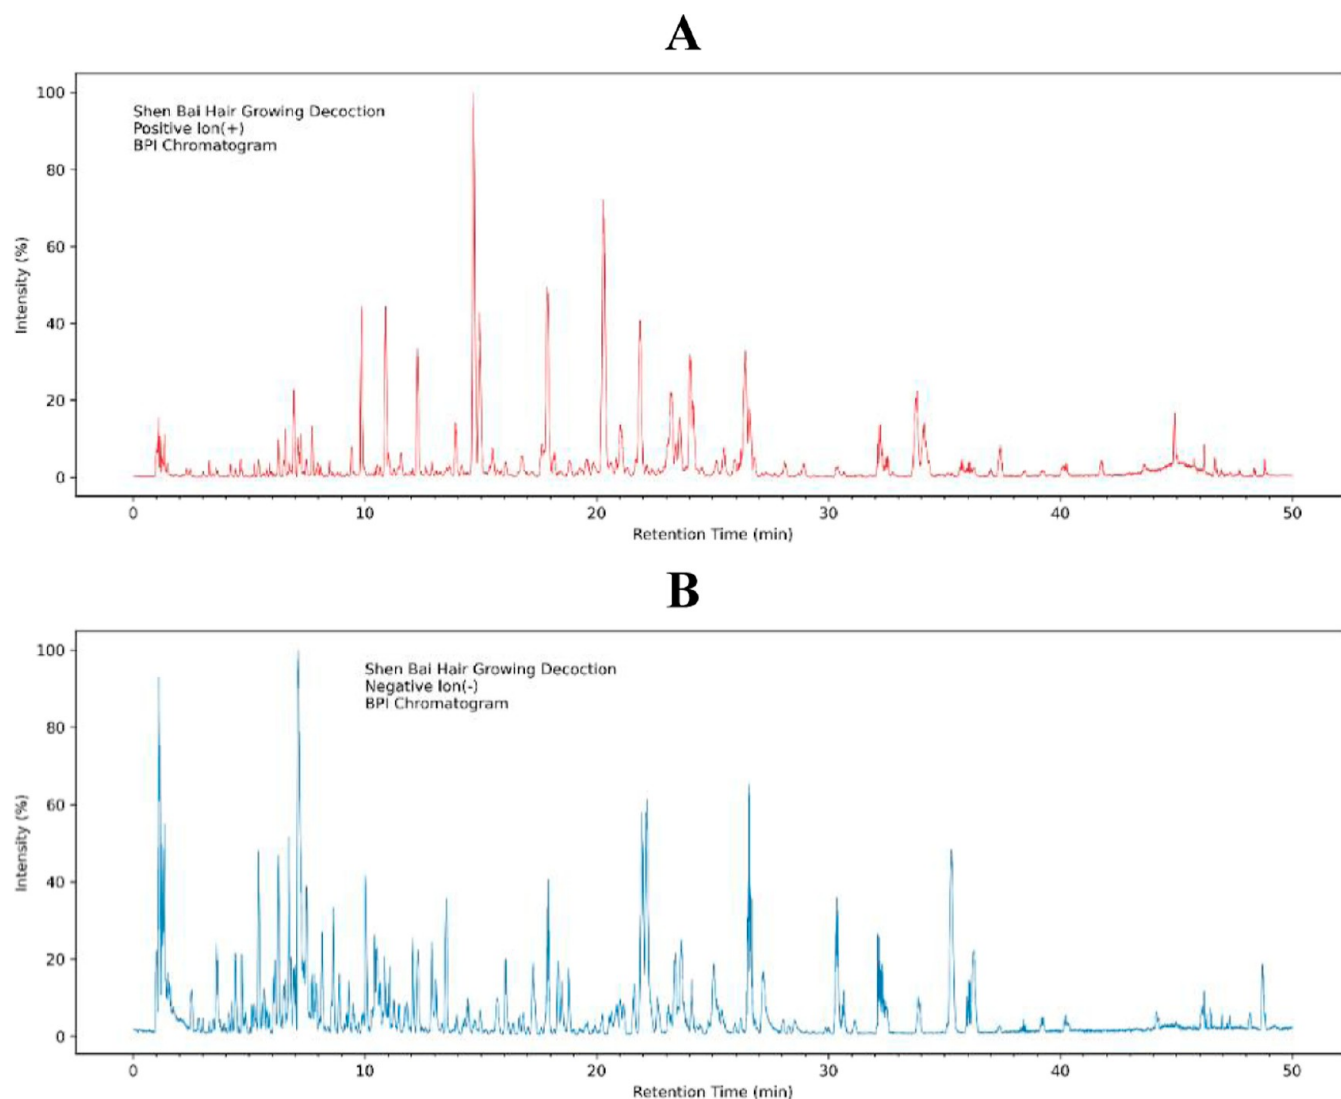 A
Shen Bai Hair Growing Decoction
Positive Ion(+)
BPI Chromatogram
Intensity (%)
100
80
60
40
20
0
0 10 20 30 40 50
Retention Time (min)
B
Shen Bai Hair Growing Decoction
Negative Ion(-)
BPI Chromatogram
Intensity (%)
100
80
60
40
20
0
0 10 20 30 40 50
Retention Time (min)